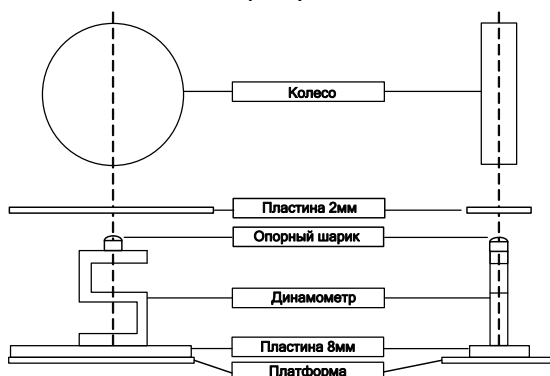 Колесо
Пластина 2мм
Опорный шарик
Динамометр
Пластина 8мм
Платформа